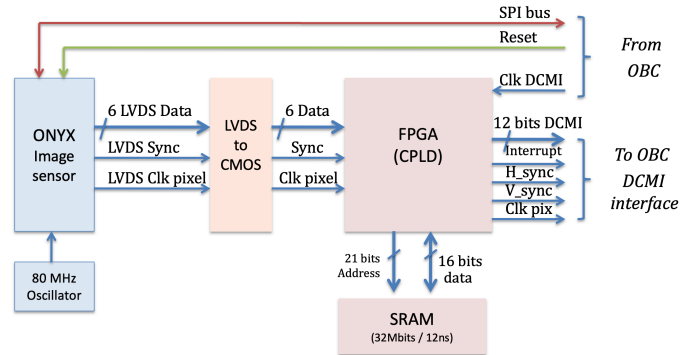 SPI bus
Reset
From
OBC
Clk DCMI
ONYX
Image
sensor
6 LVDS Data
LVDS Sync
LVDS Clk pixel
LVDS
to
CMOS
6 Data
Sync
Clk pixel
FPGA
(CPLD)
12 bits DCMI
Interrupt
H_sync
V_sync
Clk pix
To OBC
DCMI
interface
80 MHz
Oscillator
21 bits
Address
16 bits
data
SRAM
(32Mbits / 12ns)